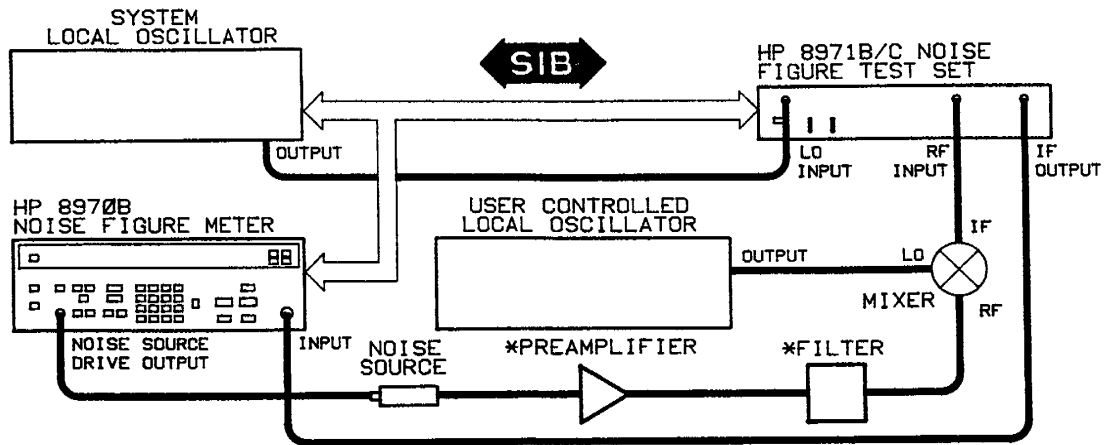 SYSTEM
LOCAL OSCILLATOR
SIB
HP 8971B/C NOISE
FIGURE TEST SET
OUTPUT
LO
INPUT
RF
INPUT
IF
OUTPUT
HP 8970B
NOISE FIGURE METER
USER CONTROLLED
LOCAL OSCILLATOR
OUTPUT
LO
IF
MIXER
RF
NOISE SOURCE
DRIVE OUTPUT
INPUT
NOISE
SOURCE
*PREAMPLIFIER
*FILTER